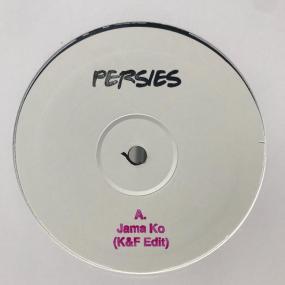 PERSIES
A.
Jama Ko
(K&F Edit)